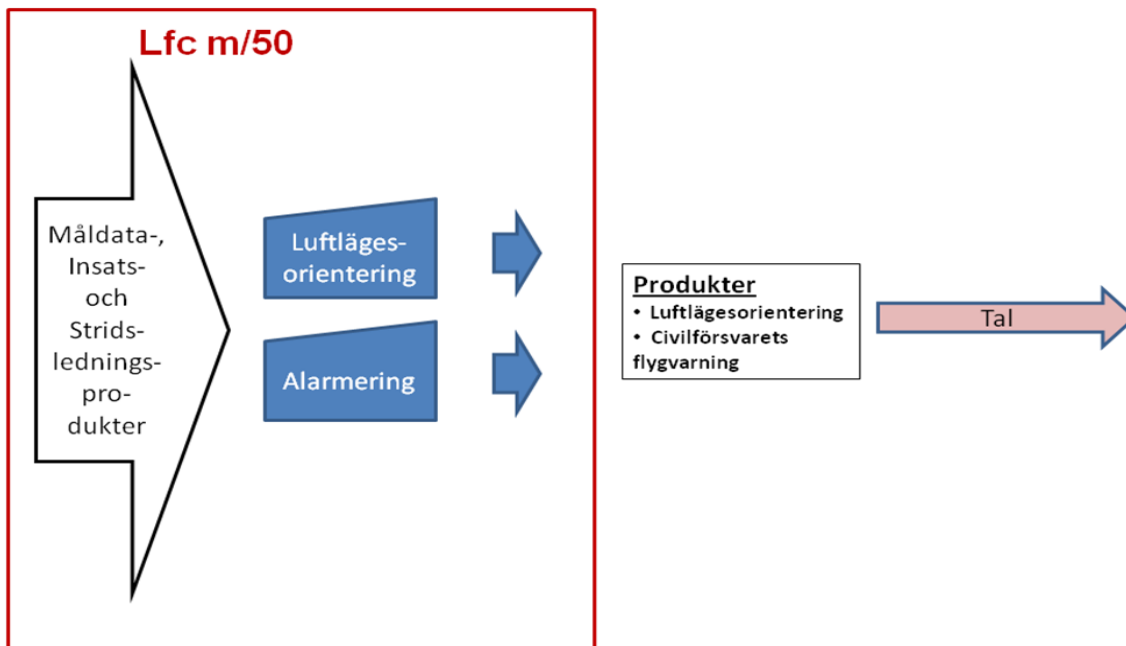 Lfc m/50
Måldata-,
Insats-
och
Strids-
lednings-
pro-
dukter
Luftläges-
orientering
Alarmering
Produkter
• Luftlägesorientering
• Civilförsvarets
flygvarning
Tal